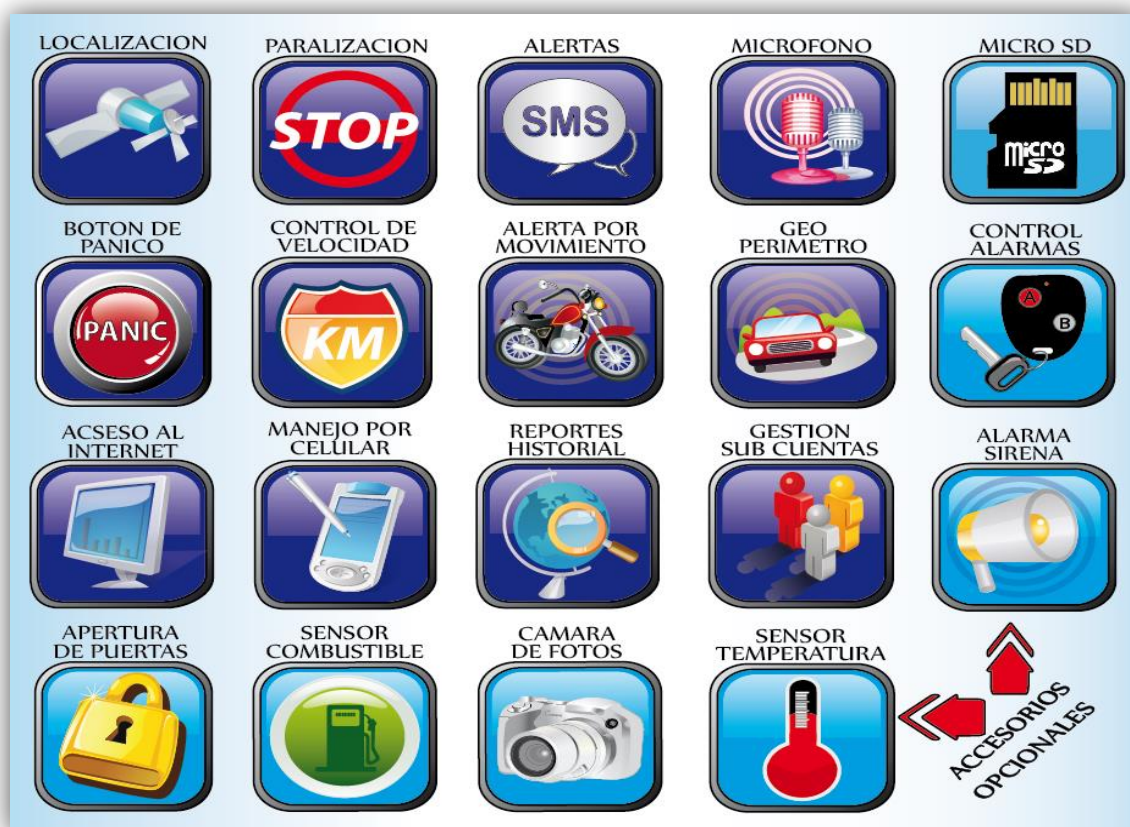 LOCALIZACION
PARALIZACION
ALERTAS
MICROFONO
MICRO SD
STOP
SMS
micro
SD
BOTON DE
PANICO
CONTROL DE
VELOCIDAD
ALERTA POR
MOVIMIENTO
GEO
PERIMETRO
CONTROL
ALARMAS
PANIC
KM
A
B
ACSESO AL
INTERNET
MANEJO POR
CELULAR
REPORTES
HISTORIAL
GESTION
SUB CUENTAS
ALARMA
SIRENA
APERTURA
DE PUERTAS
SENSOR
COMBUSTIBLE
CAMARA
DE FOTOS
SENSOR
TEMPERATURA
ACCESORIOS
OPCIONALES